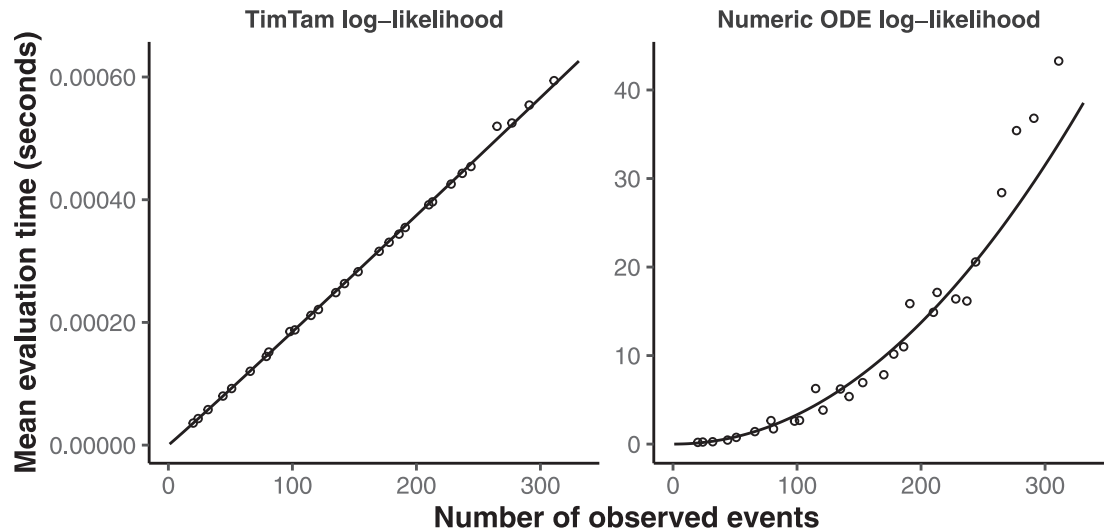 TimTam log−likelihood
Numeric ODE log−likelihood
Mean evaluation time (seconds)
0.00060
0.00040
0.00020
0.00000
40
30
20
10
0
0 100 200 300
0 100 200 300
Number of observed events